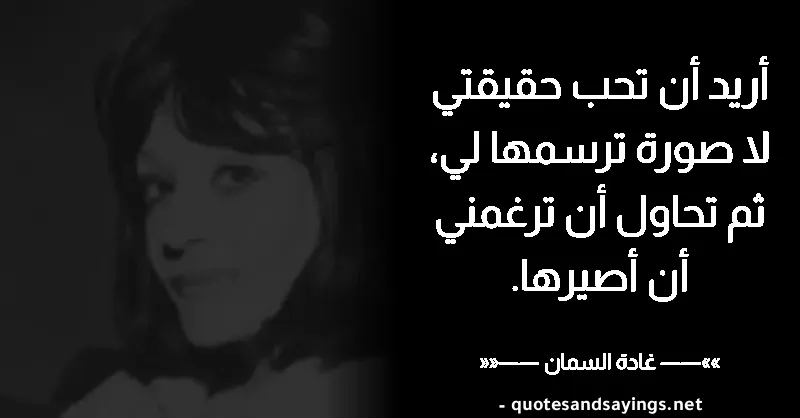 أريد أن تحب حقيقتي
لا صورة ترسمها لي،
ثم تحاول أن ترغمني
أن أصيرها.
»»—— غادة السمان ——««
- quotesandsayings.net